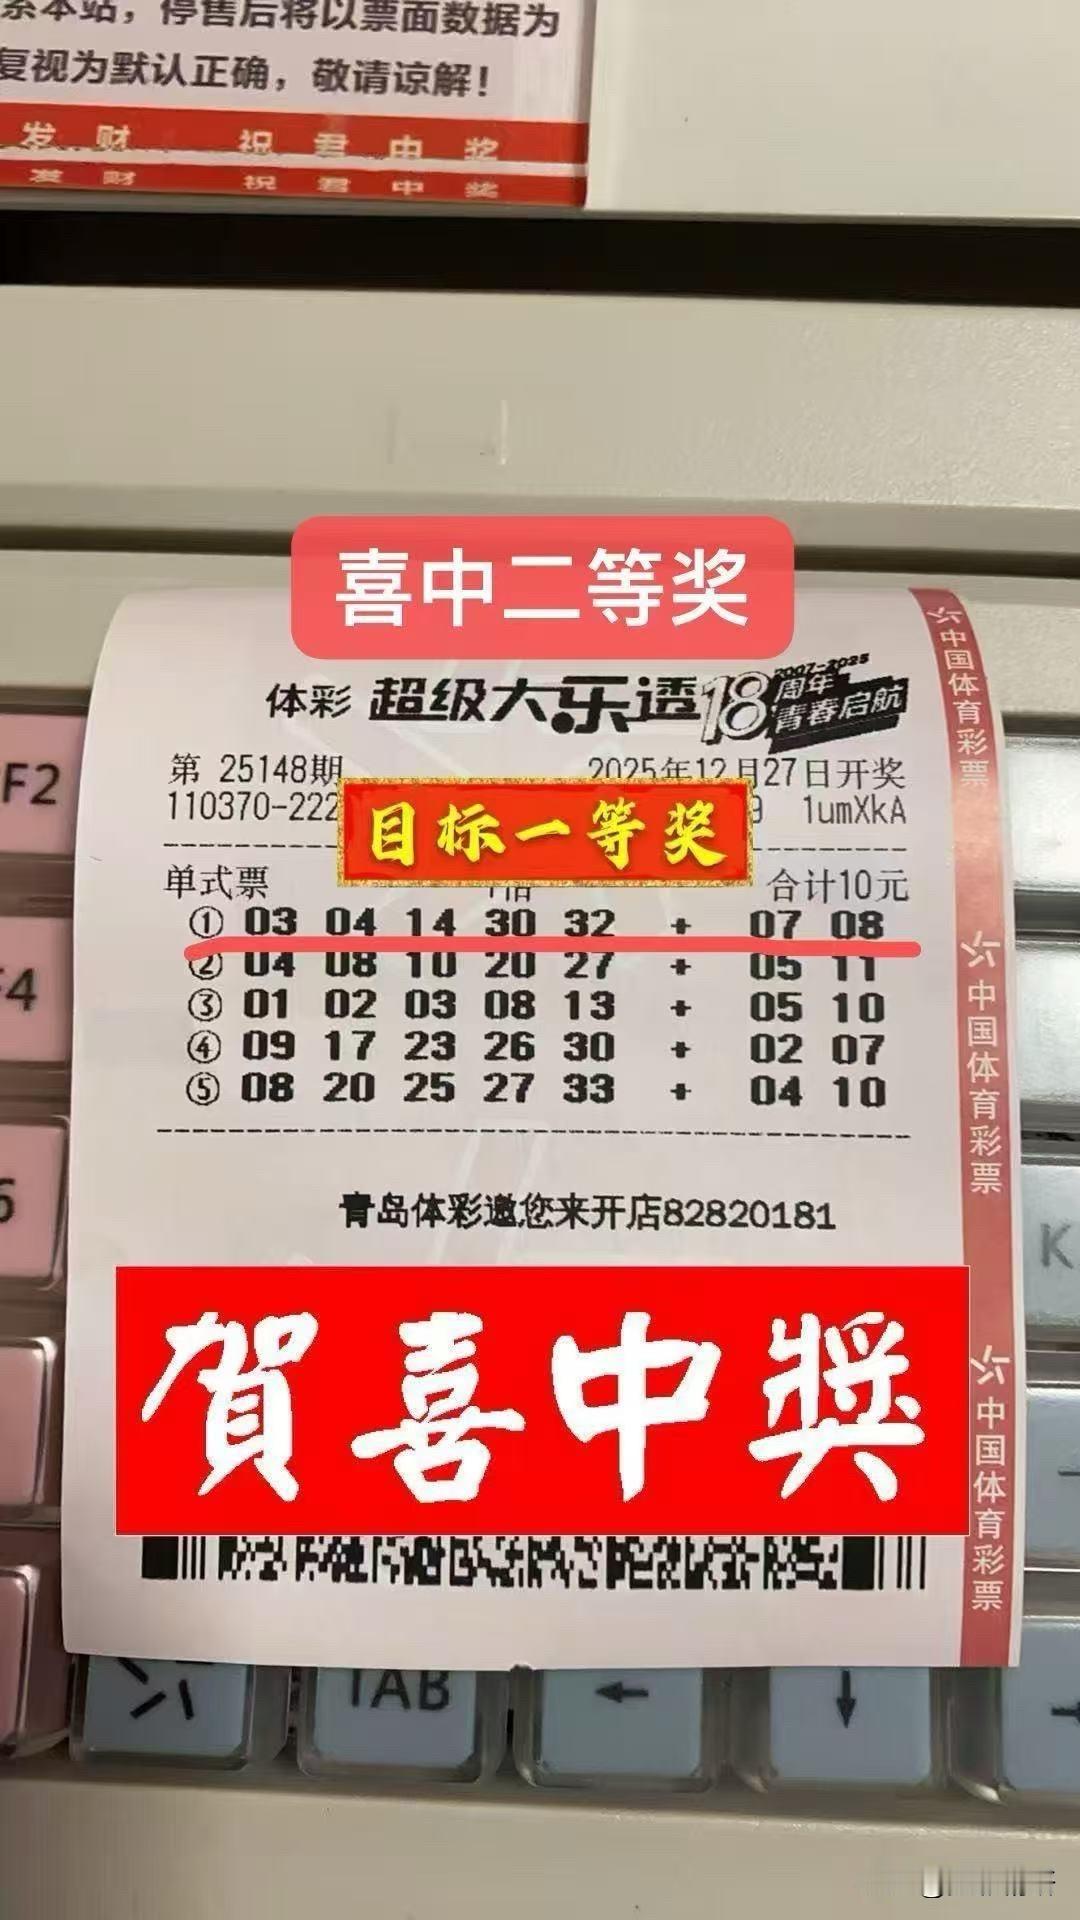 系本站，停售后将以票面数据为
复视为默认正确，敬请谅解！
发财 祝君中奖
发财 祝君中奖
喜中二等奖
体彩 超级大乐透 18 2007-2025 周年 青春启航
第 25148期 2025年12月27日开奖
110370-222 9 1umXkA
目标一等奖
单式票 1倍 合计10元
① 03 04 14 30 32 + 07 08
② 04 08 10 20 27 + 05 11
③ 01 02 03 08 13 + 05 10
④ 09 17 23 26 30 + 02 07
⑤ 08 20 25 27 33 + 04 10
青岛体彩邀您来开店82820181
賀喜中獎
中国体育彩票
中国体育彩票
中国体育彩票
F2
F4
6
K
TAB
←
↓